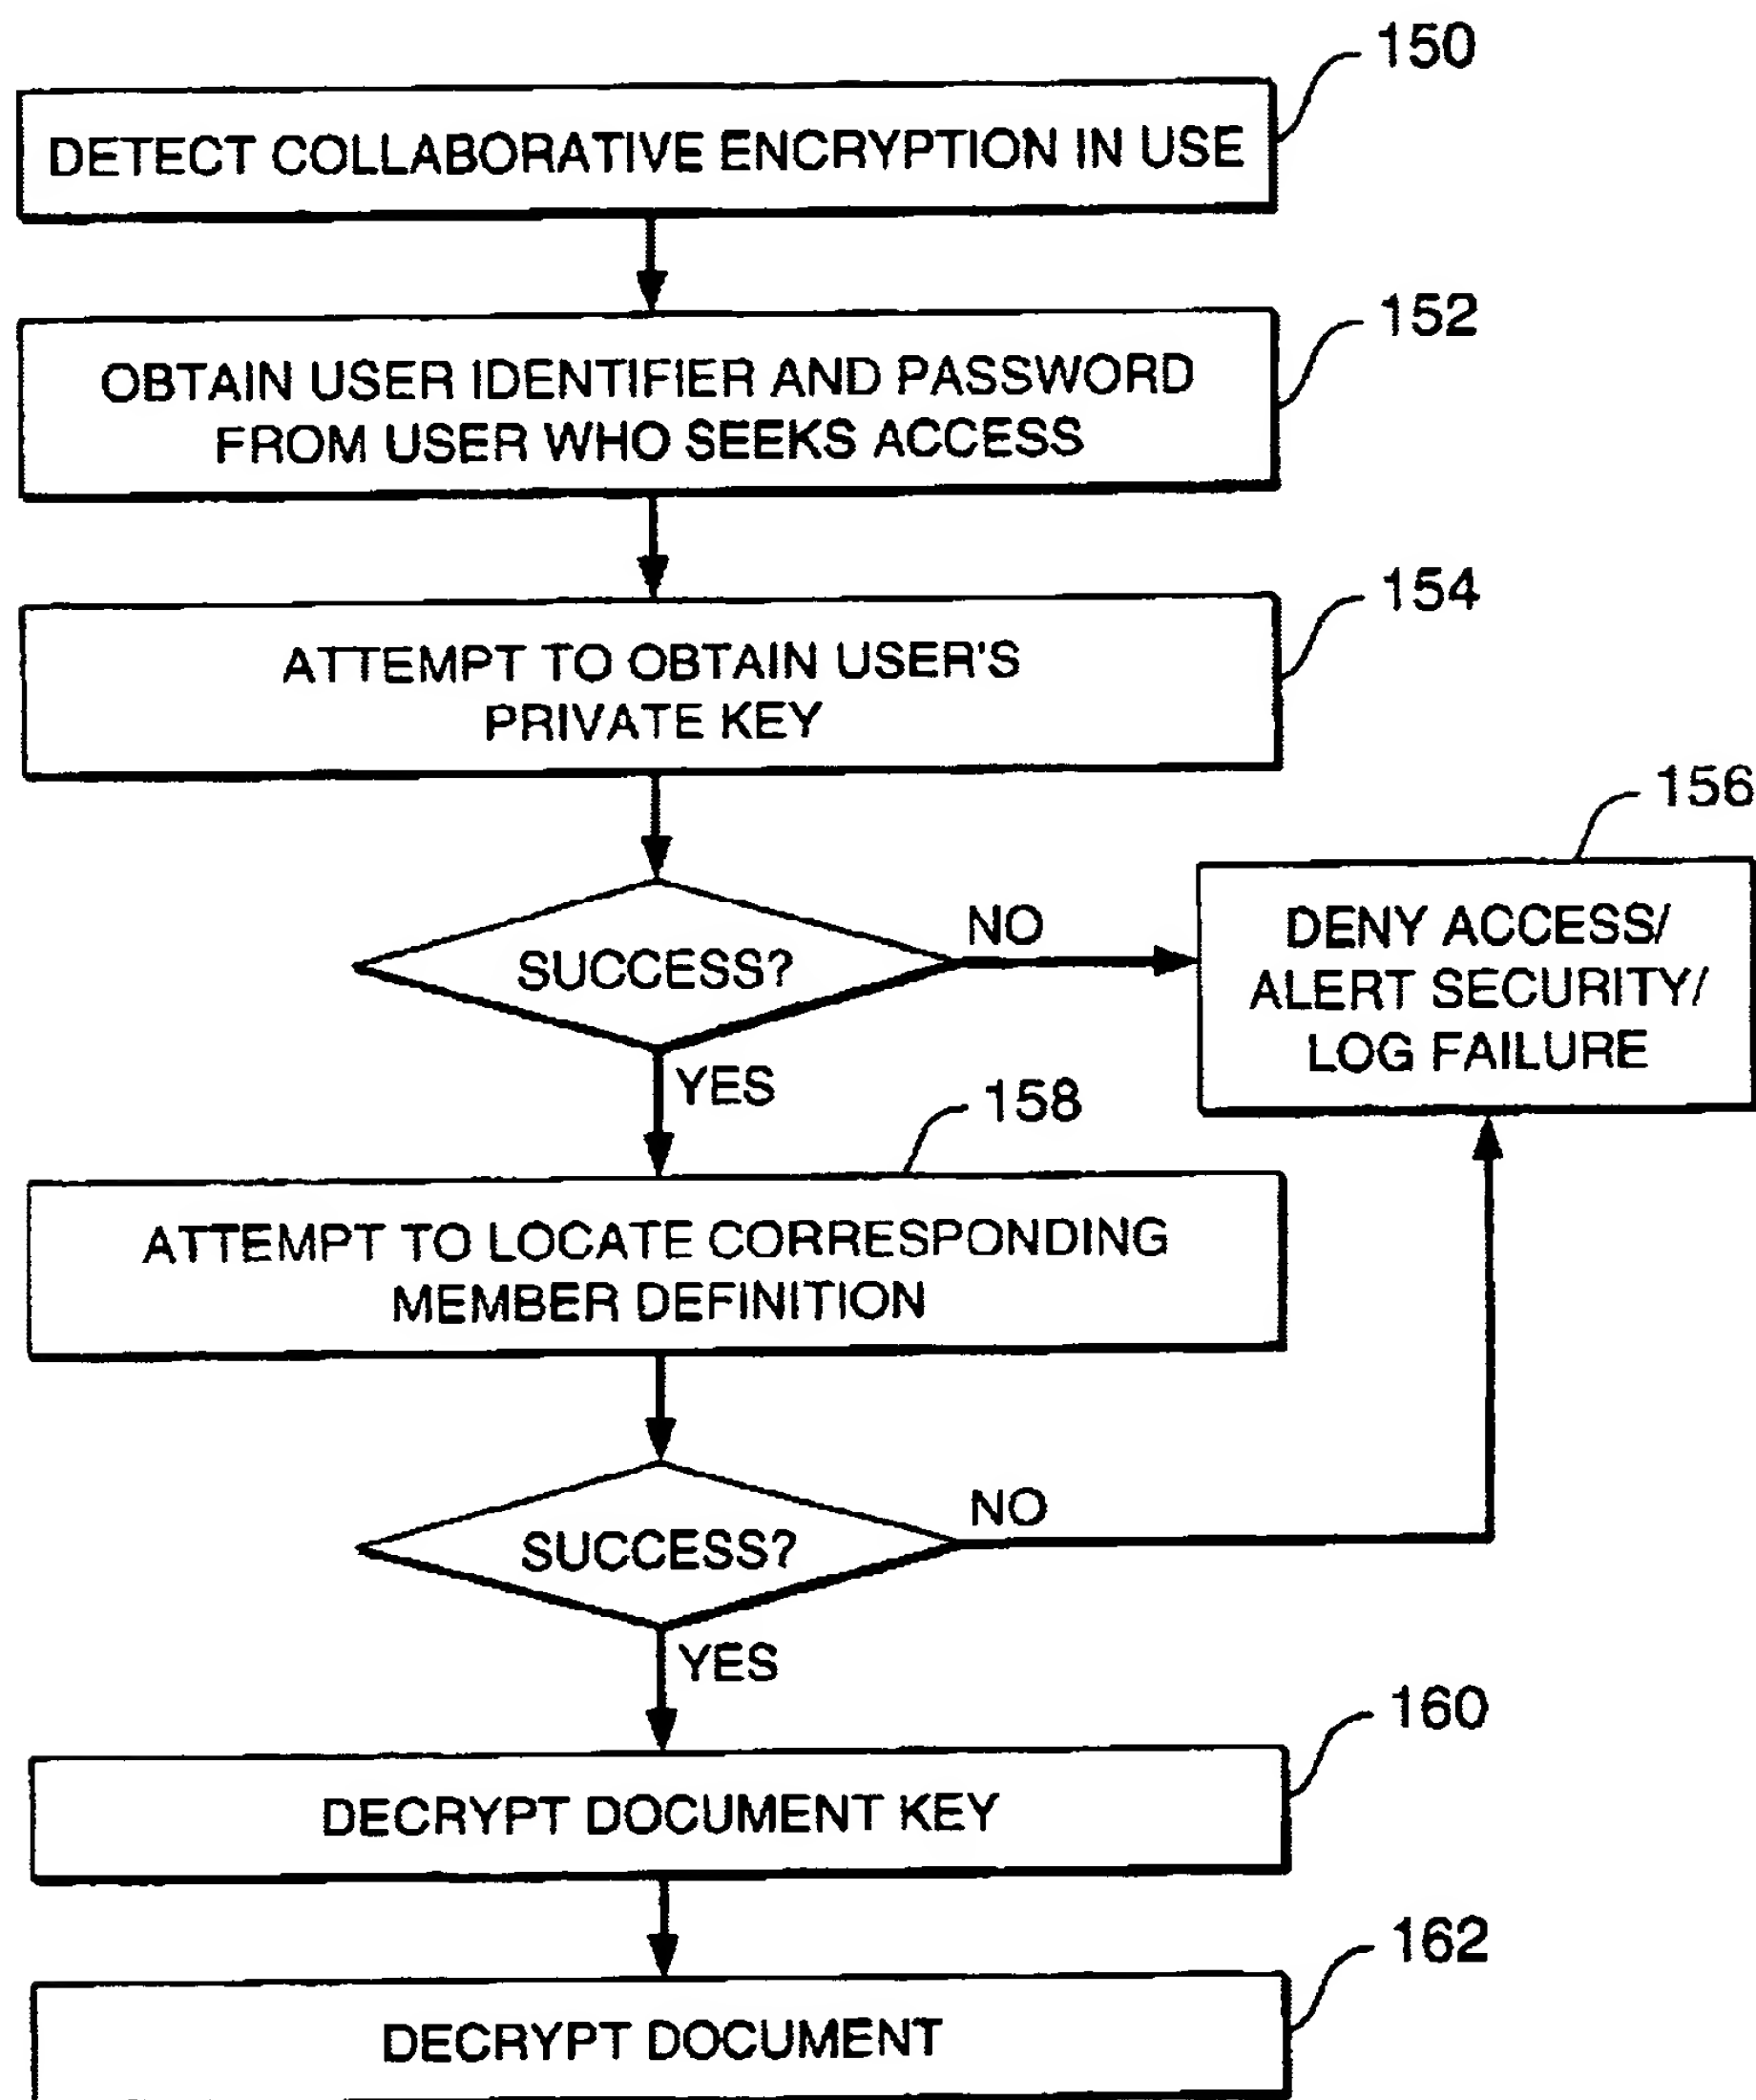 150
DETECT COLLABORATIVE ENCRYPTION IN USE
152
OBTAIN USER IDENTIFIER AND PASSWORD
FROM USER WHO SEEKS ACCESS
154
ATTEMPT TO OBTAIN USER'S
PRIVATE KEY
156
SUCCESS?
NO
DENY ACCESS/
ALERT SECURITY/
LOG FAILURE
YES
158
ATTEMPT TO LOCATE CORRESPONDING
MEMBER DEFINITION
SUCCESS?
NO
YES
160
DECRYPT DOCUMENT KEY
162
DECRYPT DOCUMENT